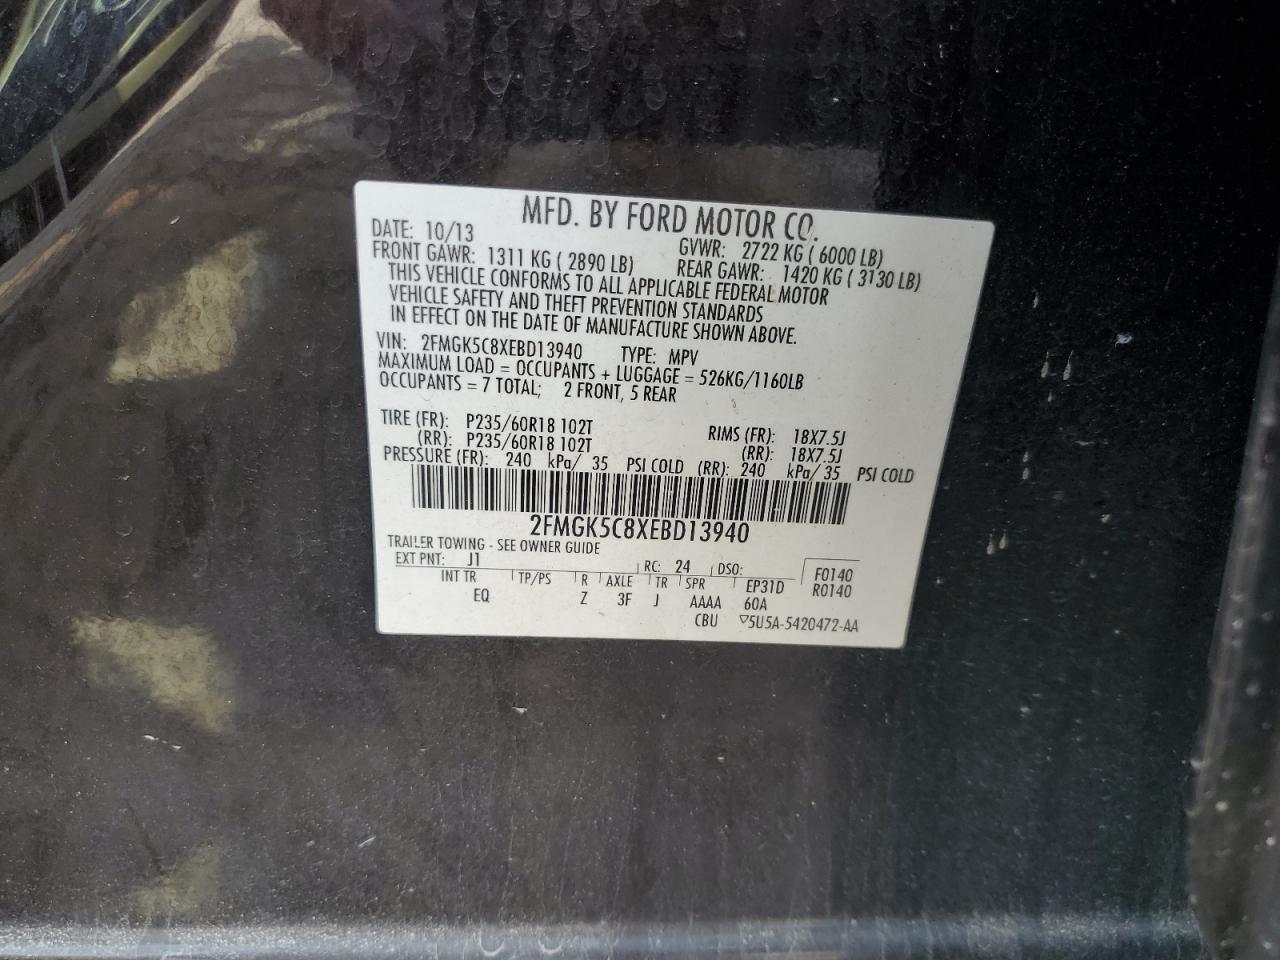 MFD. BY FORD MOTOR CO.
DATE: 10/13 GVWR: 2722 KG ( 6000 LB)
FRONT GAWR: 1311 KG ( 2890 LB) REAR GAWR: 1420 KG ( 3130 LB)
THIS VEHICLE CONFORMS TO ALL APPLICABLE FEDERAL MOTOR
VEHICLE SAFETY AND THEFT PREVENTION STANDARDS
IN EFFECT ON THE DATE OF MANUFACTURE SHOWN ABOVE.
VIN: 2FMGK5C8XEBD13940 TYPE: MPV
MAXIMUM LOAD = OCCUPANTS + LUGGAGE = 526KG/1160LB
OCCUPANTS = 7 TOTAL; 2 FRONT, 5 REAR
TIRE (FR): P235/60R18 102T RIMS (FR): 18X7.5J
(RR): P235/60R18 102T (RR): 18X7.5J
PRESSURE (FR): 240 kPa/ 35 PSI COLD (RR): 240 kPa/ 35 PSI COLD
2FMGK5C8XEBD13940
TRAILER TOWING - SEE OWNER GUIDE
EXT PNT: J1 RC: 24 DSO: F0140
INT TR TP/PS R AXLE TR SPR EP31D R0140
EQ Z 3F J AAAA 60A
CBU ▽5U5A-5420472-AA